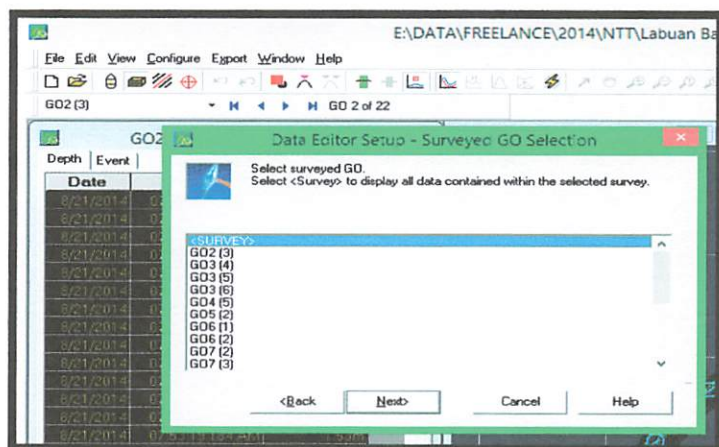 E:\DATA\FREELANCE\2014\NTT\Labuan Ba
File Edit View Configure Export Window Help
GO2 (3) GO 2 of 22
GO2
Data Editor Setup - Surveyed GO Selection
Depth Event
Date
Select surveyed GO.
Select <Survey> to display all data contained within the selected survey.
<SURVEY>
GO2 (3)
GO3 (4)
GO3 (5)
GO3 (6)
GO4 (5)
GO5 (2)
GO6 (1)
GO6 (2)
GO7 (2)
GO7 (3)
8/21/2014
8/21/2014
8/21/2014
8/21/2014
8/21/2014
8/21/2014
8/21/2014
8/21/2014
8/21/2014
8/21/2014
8/21/2014
8/21/2014
8/21/2014
8/21/2014
<Back Next> Cancel Help